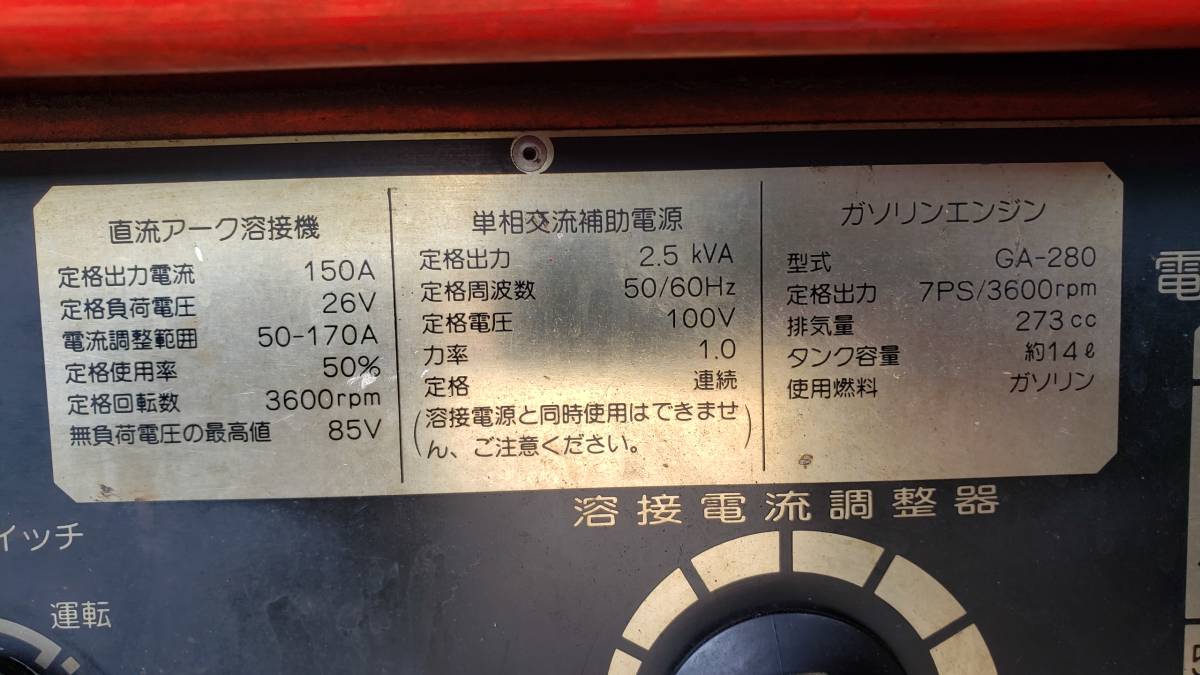 直流アーク溶接機
定格出力電流 150A
定格負荷電圧 26V
電流調整範囲 50-170A
定格使用率 50%
定格回転数 3600rpm
無負荷電圧の最高値 85V
単相交流補助電源
定格出力 2.5 kVA
定格周波数 50/60Hz
定格電圧 100V
力率 1.0
定格 連続
(溶接電源と同時使用はできませ
ん、ご注意ください。)
ガソリンエンジン
型式 GA-280
定格出力 7PS/3600rpm
排気量 273cc
タンク容量 約14ℓ
使用燃料 ガソリン
電
溶接電流調整器
イッチ
運転